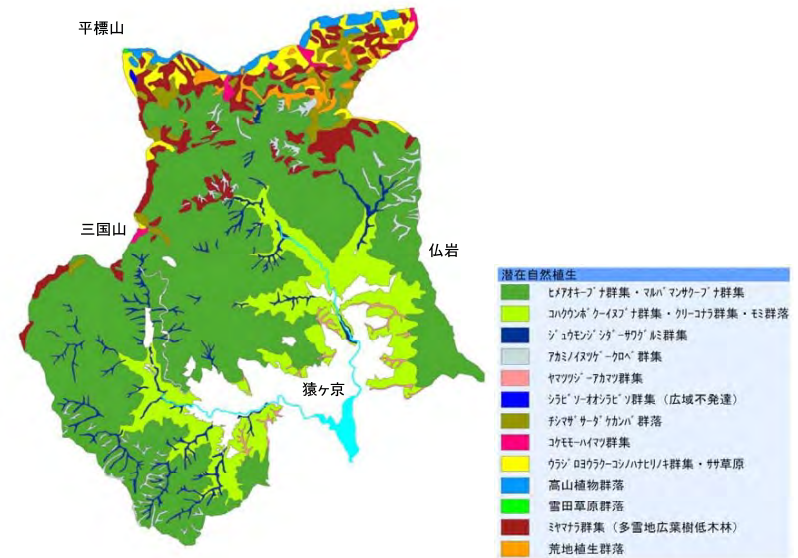 平標山
三国山
仏岩
猿ヶ京
潜在自然植生
ﾋﾒｱｵｷｰﾌﾞﾅ群集・ﾏﾙﾊﾞﾏﾝｻｸｰﾌﾞﾅ群集
ｺﾊｸｳﾝﾎﾞｸｰｲﾇﾌﾞﾅ群集・ｸﾘｰｺﾅﾗ群集・ﾓﾐ群落
ｼﾞｭｳﾓﾝｼﾞｼﾀﾞｰｻﾜｸﾞﾙﾐ群集
ｱｶﾐﾉｲﾇﾂｹﾞｰｸﾛﾍﾞ群集
ﾔﾏﾂﾂｼﾞｰｱｶﾏﾂ群集
ｼﾗﾋﾞｿｰｵｵｼﾗﾋﾞｿ群集（広域不発達）
ﾁｼﾏｻﾞｻｰﾀﾞｹｶﾝﾊﾞ群落
ｺｹﾓﾓｰﾊｲﾏﾂ群集
ｳﾗｼﾞﾛﾖｳﾗｸｰｺｼﾉﾊﾅﾋﾘﾉｷ群集・ｻｻ草原
高山植物群落
雪田草原群落
ﾐﾔﾏﾅﾗ群集（多雪地広葉樹低木林）
荒地植生群落